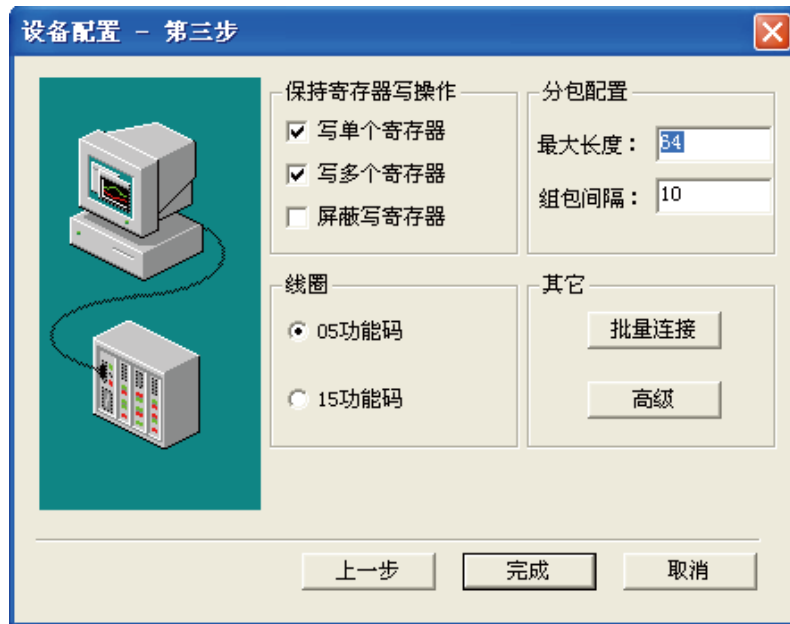 设备配置 - 第三步
保持寄存器写操作
写单个寄存器
写多个寄存器
屏蔽写寄存器
分包配置
最大长度：64
组包间隔：10
线圈
05功能码
15功能码
其它
批量连接
高级
上一步
完成
取消